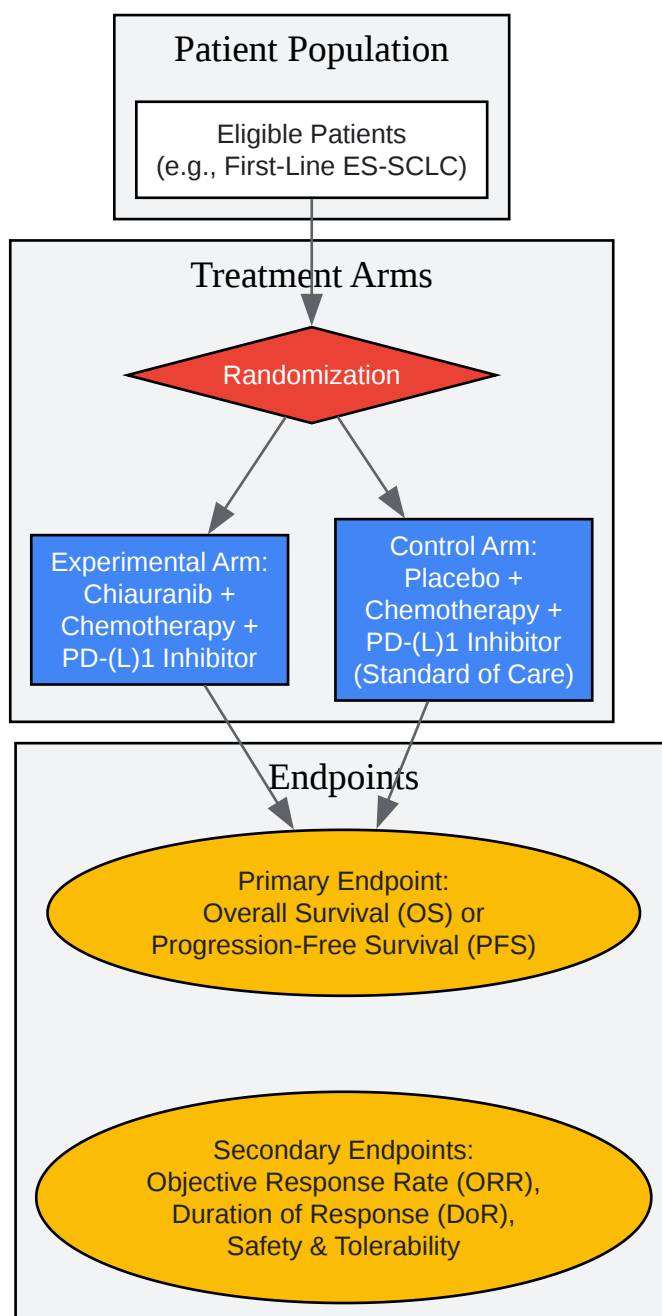 Patient Population
Eligible Patients
(e.g., First-Line ES-SCLC)
Treatment Arms
Randomization
Experimental Arm:
Chiauranib +
Chemotherapy +
PD-(L)1 Inhibitor
Control Arm:
Placebo +
Chemotherapy +
PD-(L)1 Inhibitor
(Standard of Care)
Endpoints
Primary Endpoint:
Overall Survival (OS) or
Progression-Free Survival (PFS)
Secondary Endpoints:
Objective Response Rate (ORR),
Duration of Response (DoR),
Safety & Tolerability